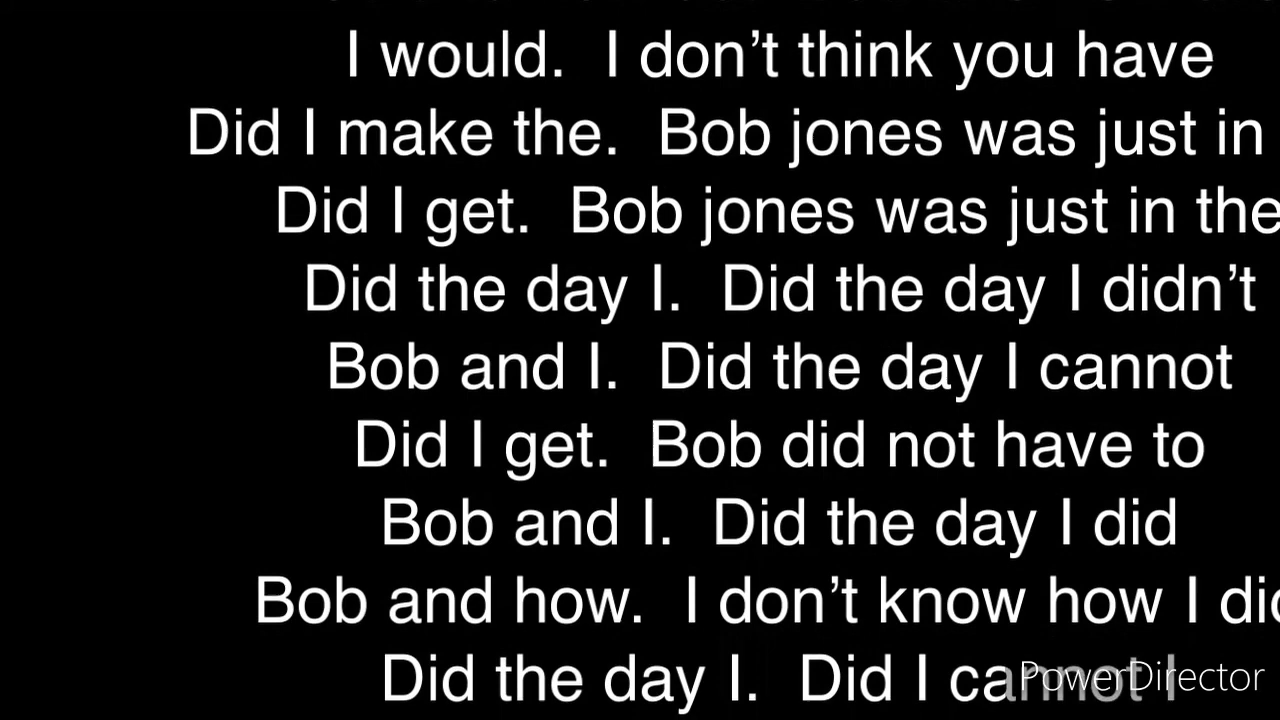 I would.  I don’t think you have
Did I make the.  Bob jones was just in
Did I get.  Bob jones was just in the
Did the day I.  Did the day I didn’t
Bob and I.  Did the day I cannot
Did I get.  Bob did not have to
Bob and I.  Did the day I did
Bob and how.  I don’t know how I did
Did the day I.  Did I cannot I
PowerDirector